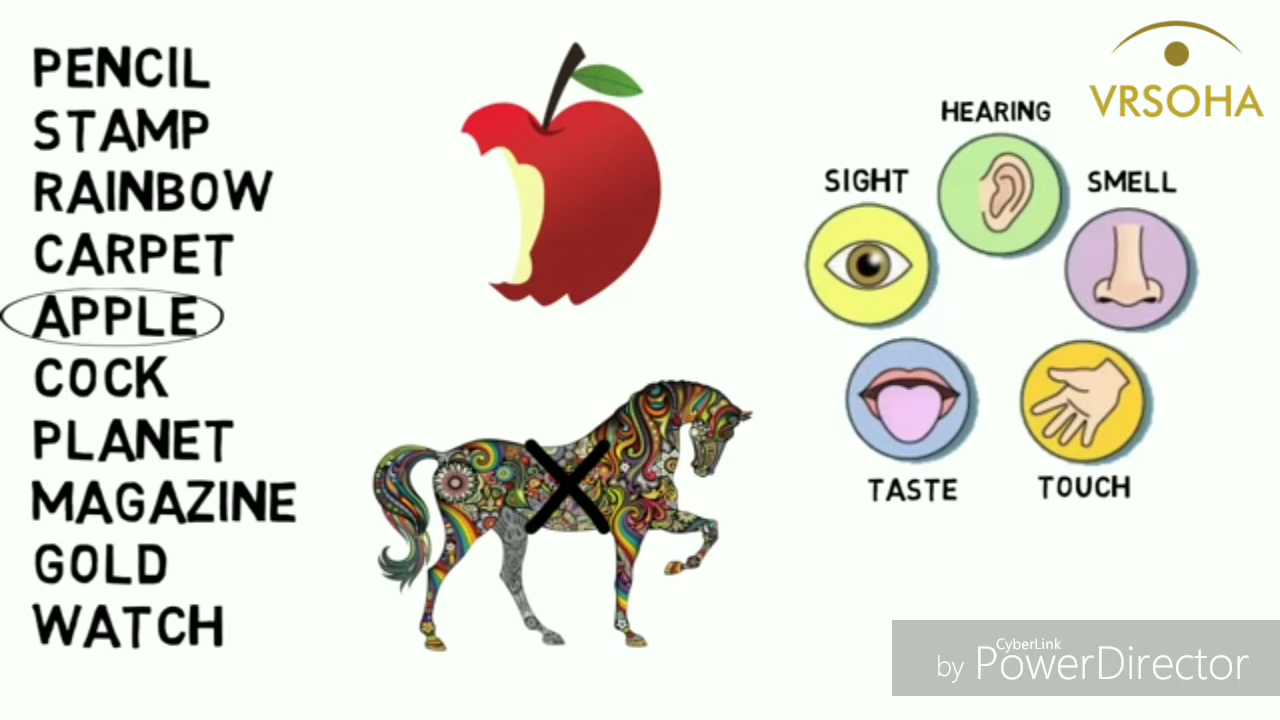 PENCIL
STAMP
RAINBOW
CARPET
APPLE
COCK
PLANET
MAGAZINE
GOLD
WATCH
VRSOHA
HEARING
SIGHT
SMELL
TASTE
TOUCH
CyberLink
by PowerDirector